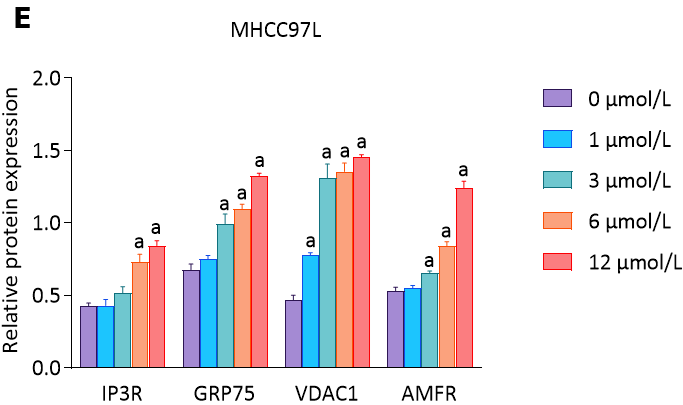 E
MHCC97L
Relative protein expression
2.0
1.5
1.0
0.5
0.0
a a
a a a
a a a a
a a a
IP3R GRP75 VDAC1 AMFR
0 μmol/L
1 μmol/L
3 μmol/L
6 μmol/L
12 μmol/L